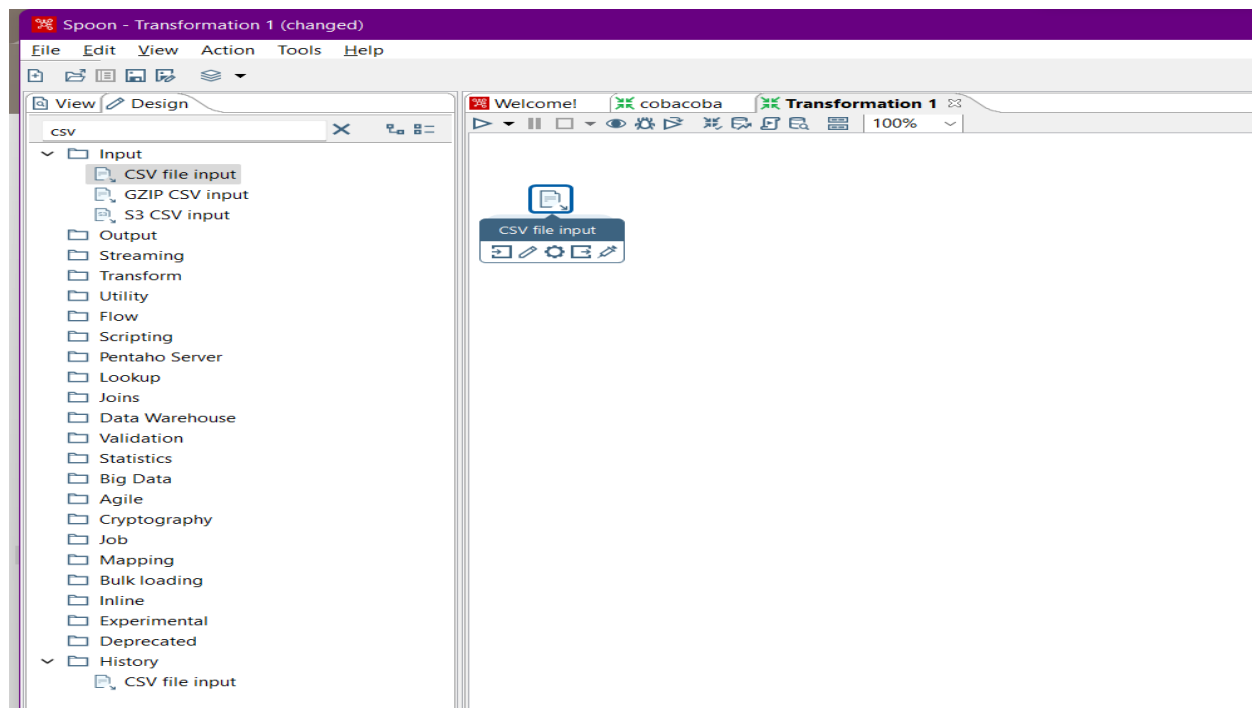 Spoon - Transformation 1 (changed)
File Edit View Action Tools Help
View Design
Welcome! cobacoba Transformation 1
csv
100%
Input
CSV file input
GZIP CSV input
S3 CSV input
Output
Streaming
Transform
Utility
Flow
Scripting
Pentaho Server
Lookup
Joins
Data Warehouse
Validation
Statistics
Big Data
Agile
Cryptography
Job
Mapping
Bulk loading
Inline
Experimental
Deprecated
History
CSV file input
CSV file input